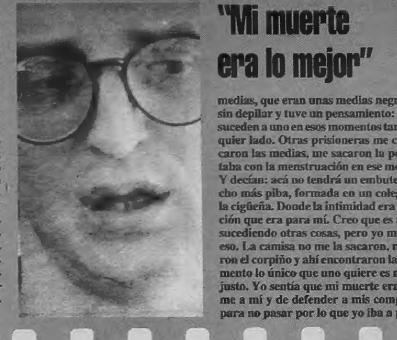 "Mi muerte
era lo mejor"
medias, que eran unas medias negr
sin depilar y tuve un pensamiento:
suceden a uno en esos momentos tan
quier lado. Otras prisioneras me c
caron las medias, me sacaron la po
taba con la menstruación en ese mo
Y decían: acá no tendrá un embute
cho más piba, formada en un coleg
la cigüeña. Donde la intimidad era
ción que era para mí. Creo que es
sucediendo otras cosas, pero yo m
eso. La camisa no me la sacaron,
ron el corpiño y ahí encontraron la
mento lo único que uno quiere es
justo. Yo sentía que mi muerte era
me a mí y de defender a mis comp
para no pasar por lo que yo iba a p